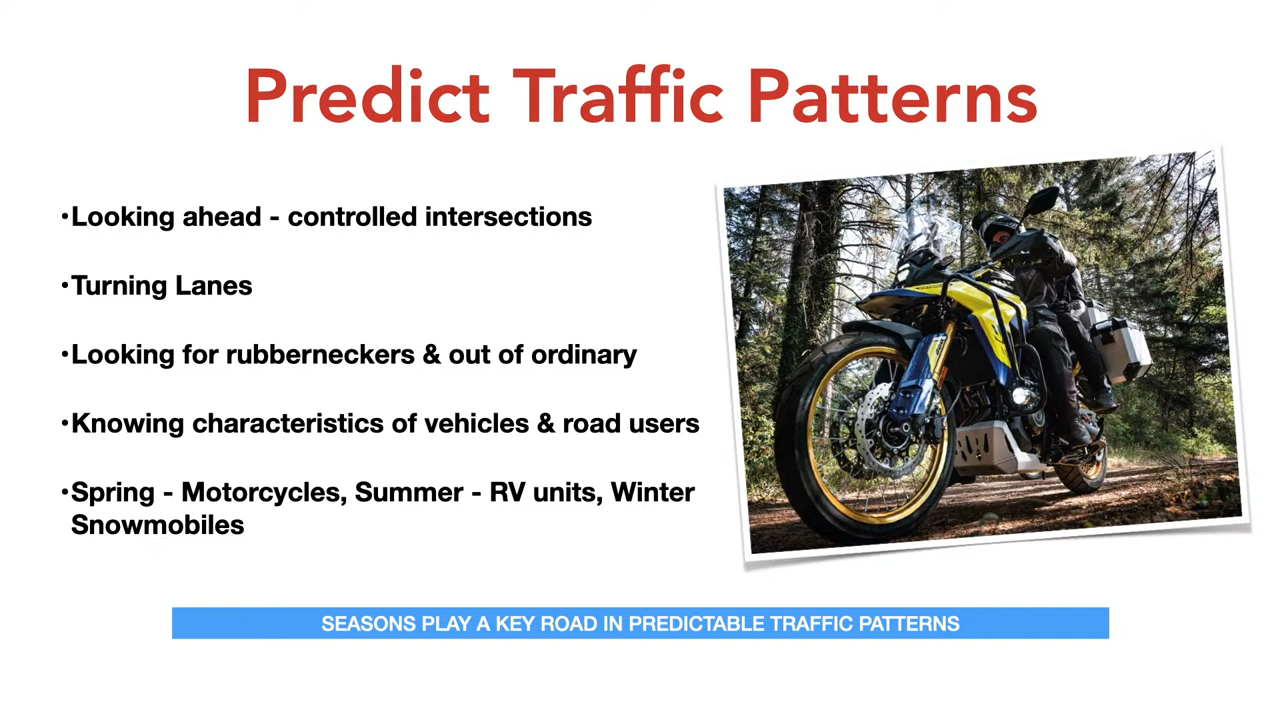 Predict Traffic Patterns
•Looking ahead - controlled intersections
•Turning Lanes
•Looking for rubberneckers & out of ordinary
•Knowing characteristics of vehicles & road users
•Spring - Motorcycles, Summer - RV units, Winter
Snowmobiles
SEASONS PLAY A KEY ROAD IN PREDICTABLE TRAFFIC PATTERNS